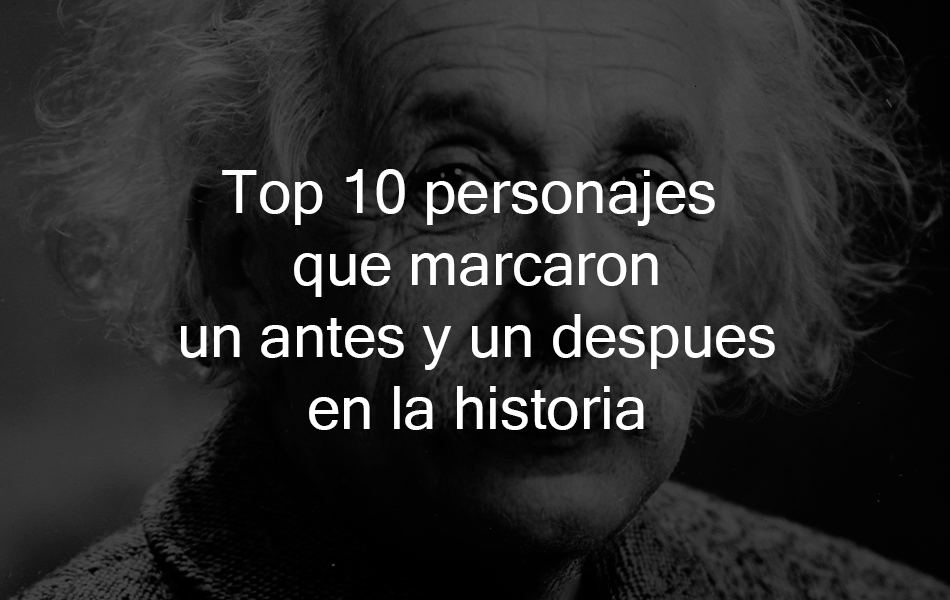 Top 10 personajes
que marcaron
un antes y un despues
en la historia